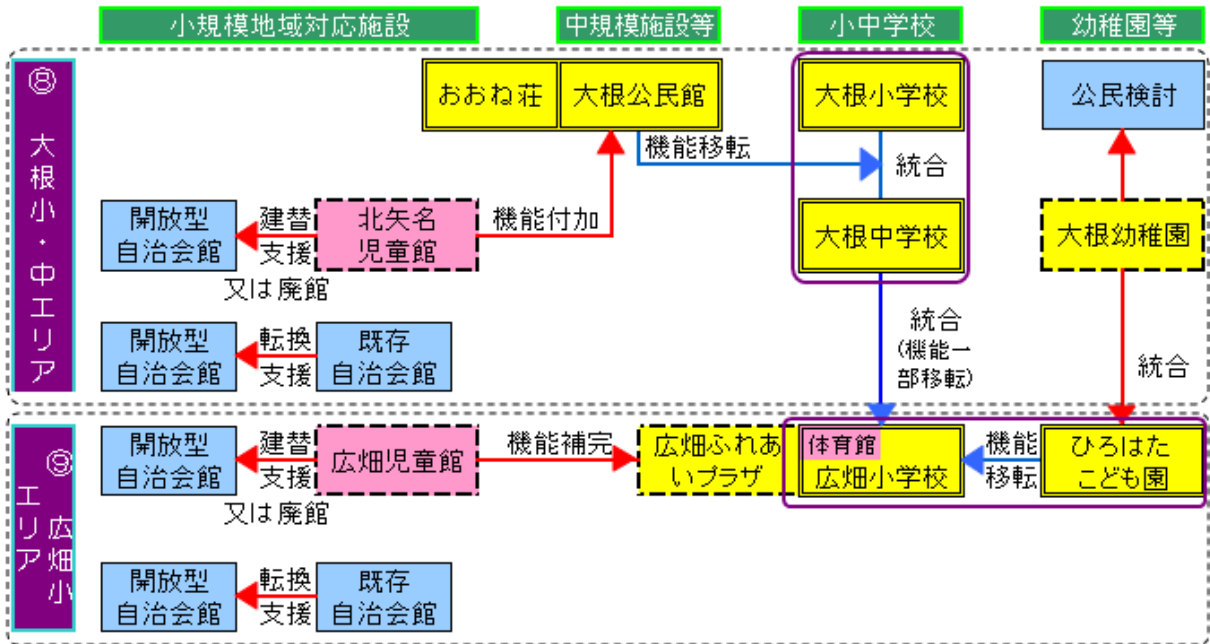 小規模地域対応施設
中規模施設等
小中学校
幼稚園等
⑧
大根小・中エリア
おおね荘
大根公民館
大根小学校
公民検討
機能移転
統合
開放型
自治会館
建替
支援
又は廃館
北矢名
児童館
機能付加
大根中学校
大根幼稚園
開放型
自治会館
転換
支援
既存
自治会館
統合
(機能一
部移転)
統合
⑨
広畑小
エリア
開放型
自治会館
建替
支援
又は廃館
広畑児童館
機能補完
広畑ふれあ
いプラザ
体育館
広畑小学校
機能
移転
ひろはた
こども園
開放型
自治会館
転換
支援
既存
自治会館